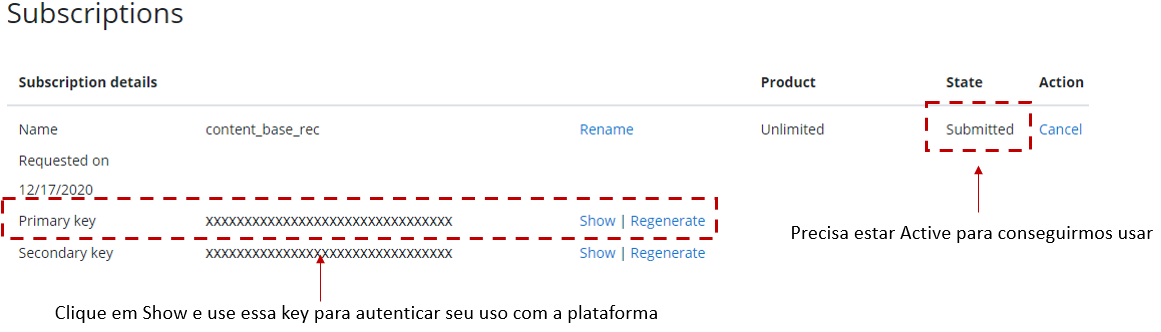 Subscriptions
Subscription details Product State Action
Name content_base_rec Rename Unlimited Submitted Cancel
Requested on
12/17/2020
Primary key xxxxxxxxxxxxxxxxxxxxxxxxxxxxxxxx Show | Regenerate
Precisa estar Active para conseguirmos usar
Secondary key xxxxxxxxxxxxxxxxxxxxxxxxxxxxxxxx Show | Regenerate
Clique em Show e use essa key para autenticar seu uso com a plataforma